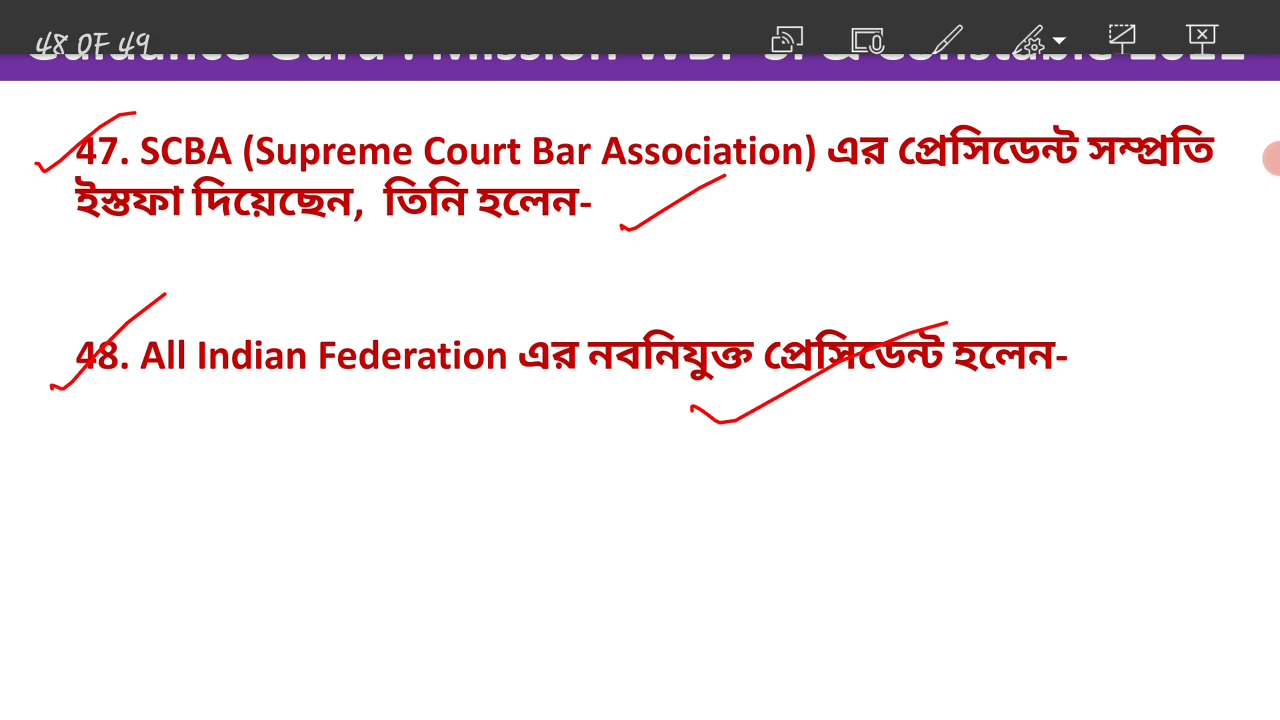 48 OF 49
47. SCBA (Supreme Court Bar Association) এর প্রেসিডেন্ট সম্প্রতি
ইস্তফা দিয়েছেন, তিনি হলেন-
48. All Indian Federation এর নবনিযুক্ত প্রেসিডেন্ট হলেন-